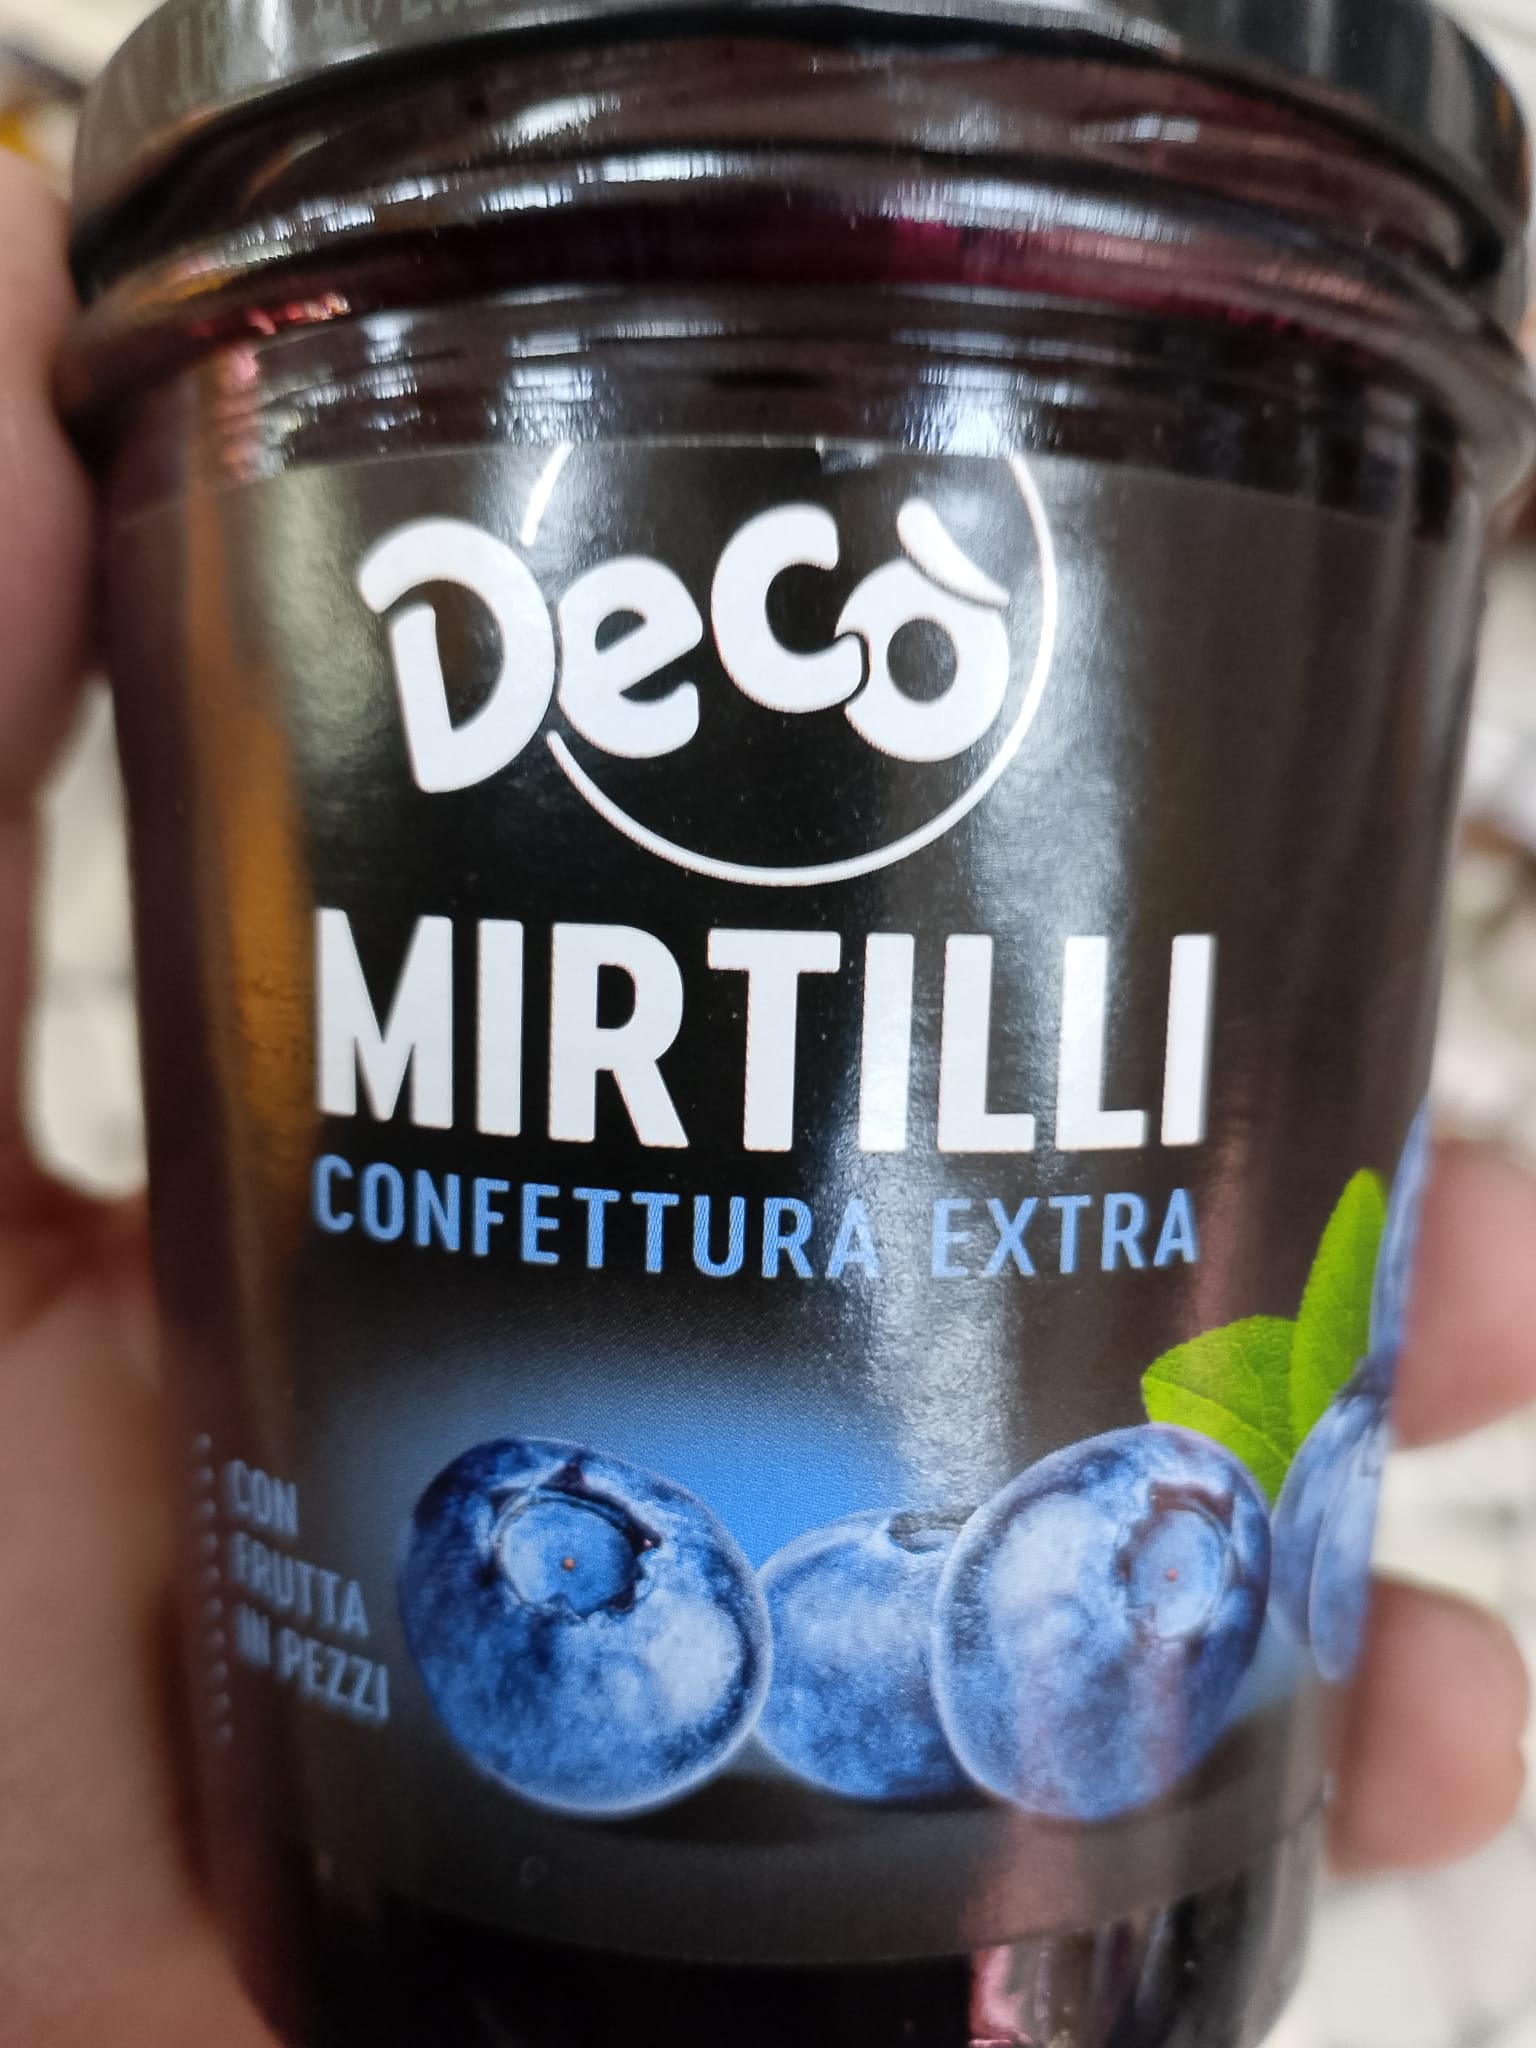 Decò
MIRTILLI
CONFETTURA EXTRA
CON
FRUTTA
IN PEZZI